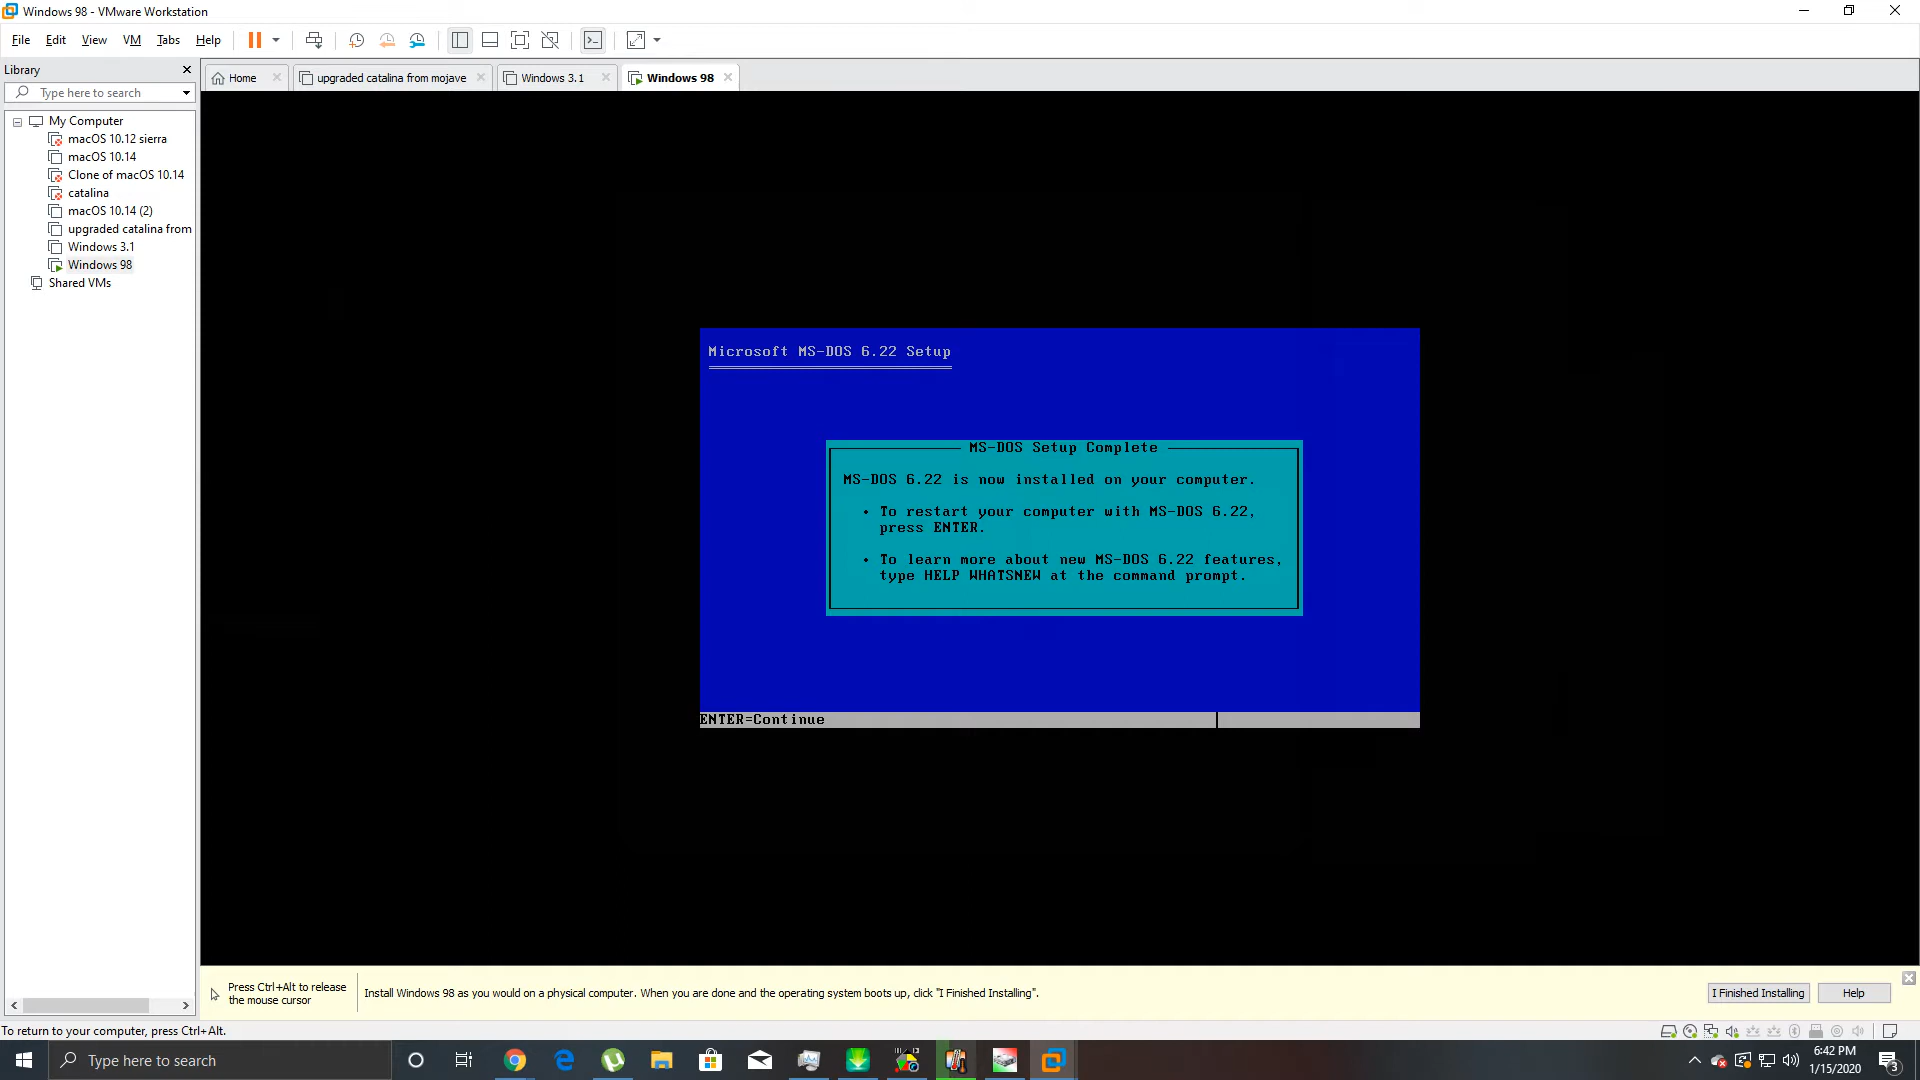 Windows 98 - VMware Workstation
File Edit View VM Tabs Help
Library
Type here to search
Home
upgraded catalina from mojave
Windows 3.1
Windows 98
My Computer
macOS 10.12 sierra
macOS 10.14
Clone of macOS 10.14
catalina
macOS 10.14 (2)
upgraded catalina from
Windows 3.1
Windows 98
Shared VMs
Microsoft MS-DOS 6.22 Setup
MS-DOS Setup Complete
MS-DOS 6.22 is now installed on your computer.
• To restart your computer with MS-DOS 6.22,
press ENTER.
• To learn more about new MS-DOS 6.22 features,
type HELP WHATSNEW at the command prompt.
ENTER=Continue
Press Ctrl+Alt to release
the mouse cursor
Install Windows 98 as you would on a physical computer. When you are done and the operating system boots up, click "I Finished Installing".
I Finished Installing
Help
To return to your computer, press Ctrl+Alt.
Type here to search
6:42 PM
1/15/2020
3